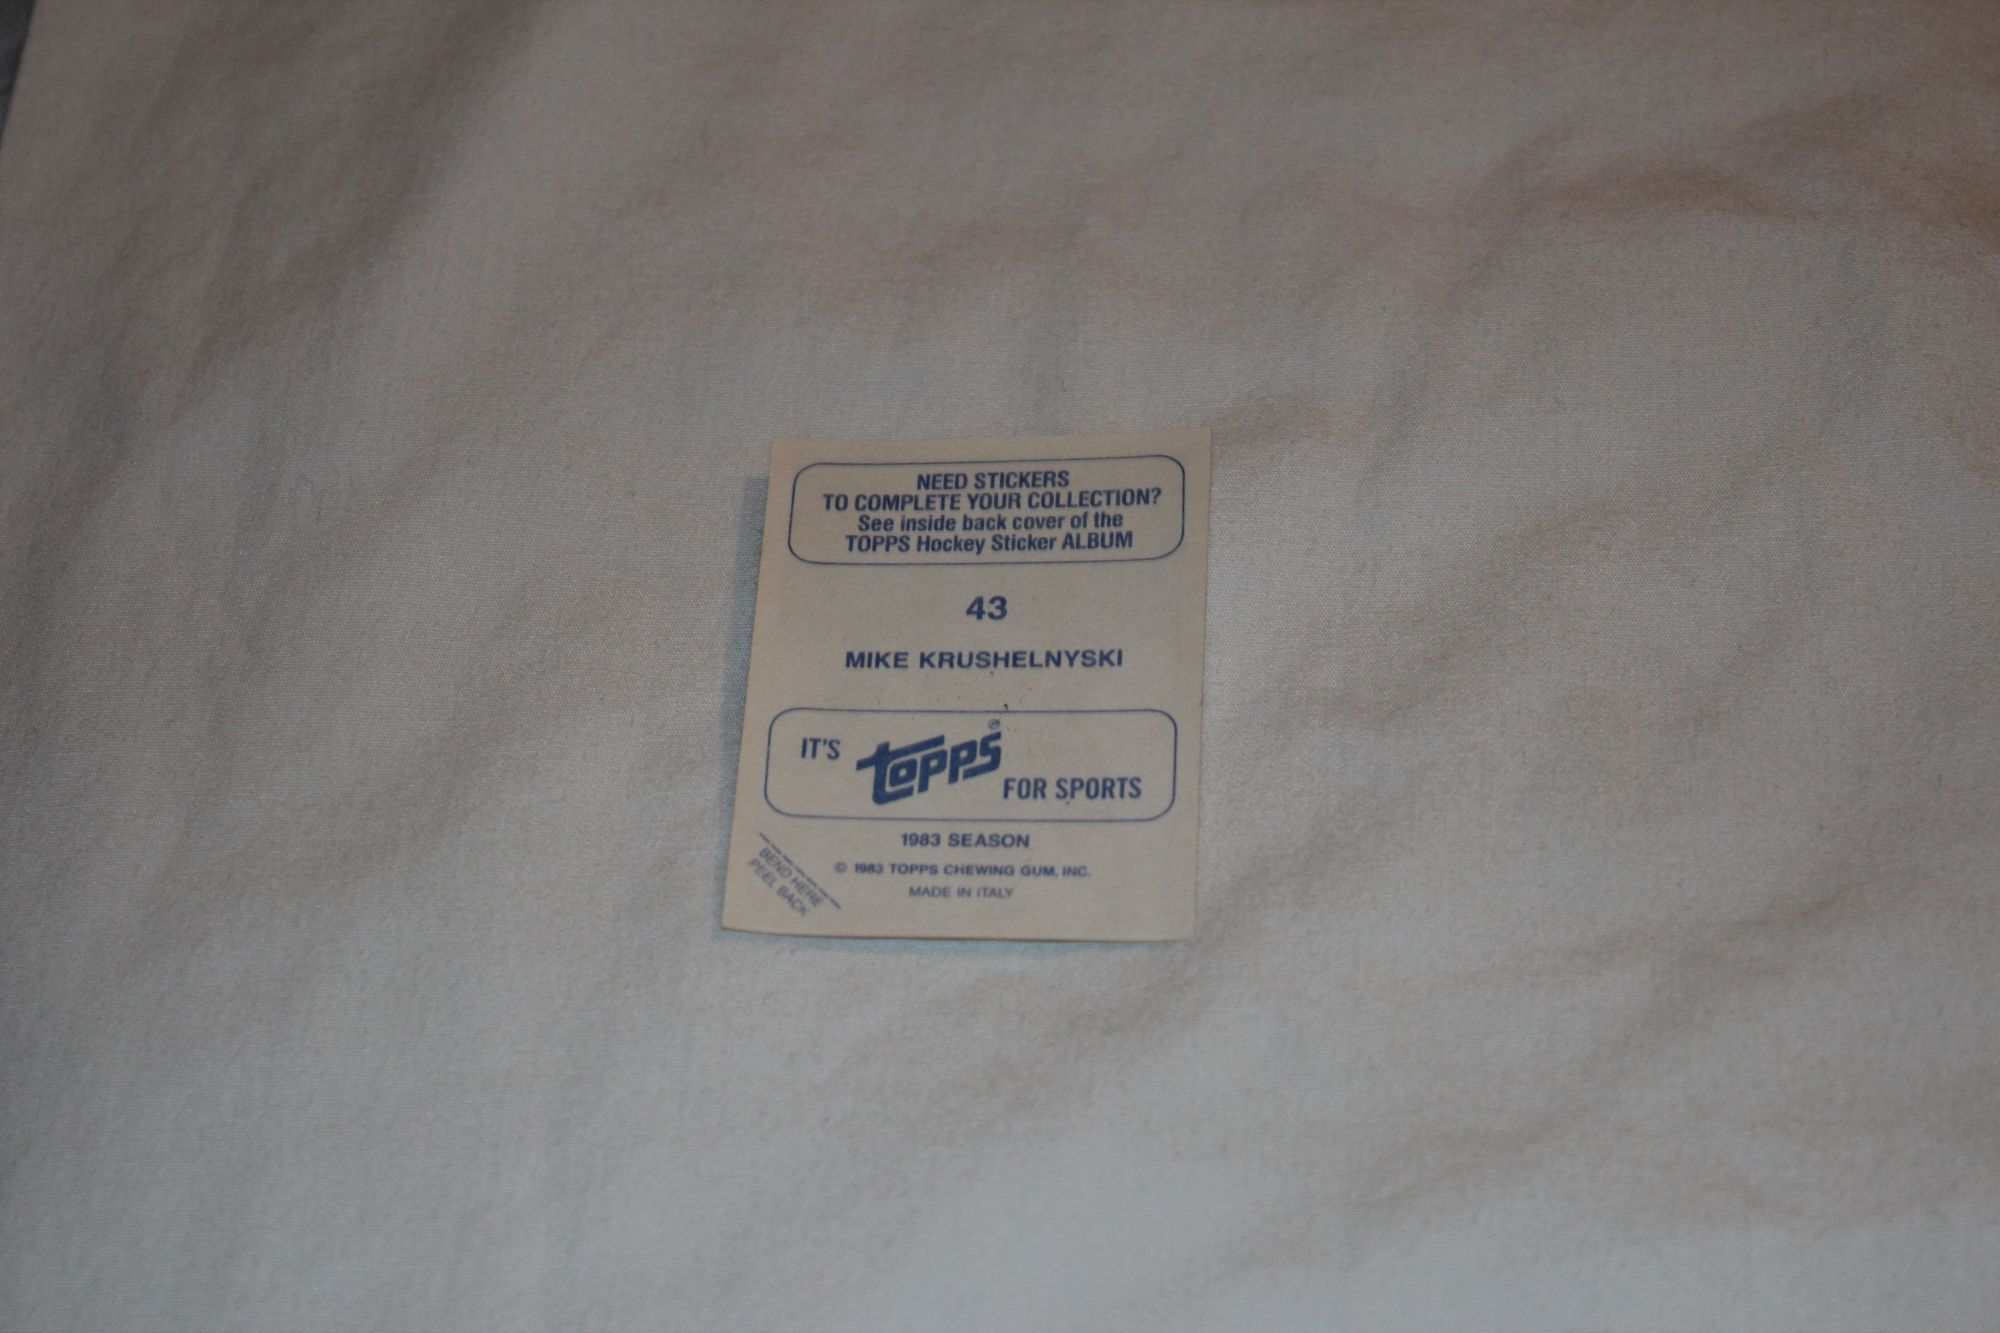 NEED STICKERS
TO COMPLETE YOUR COLLECTION?
See inside back cover of the
TOPPS Hockey Sticker ALBUM
43
MIKE KRUSHELNYSKI
IT'S topps® FOR SPORTS
1983 SEASON
© 1983 TOPPS CHEWING GUM, INC.
MADE IN ITALY
BEND HERE
PEEL BACK